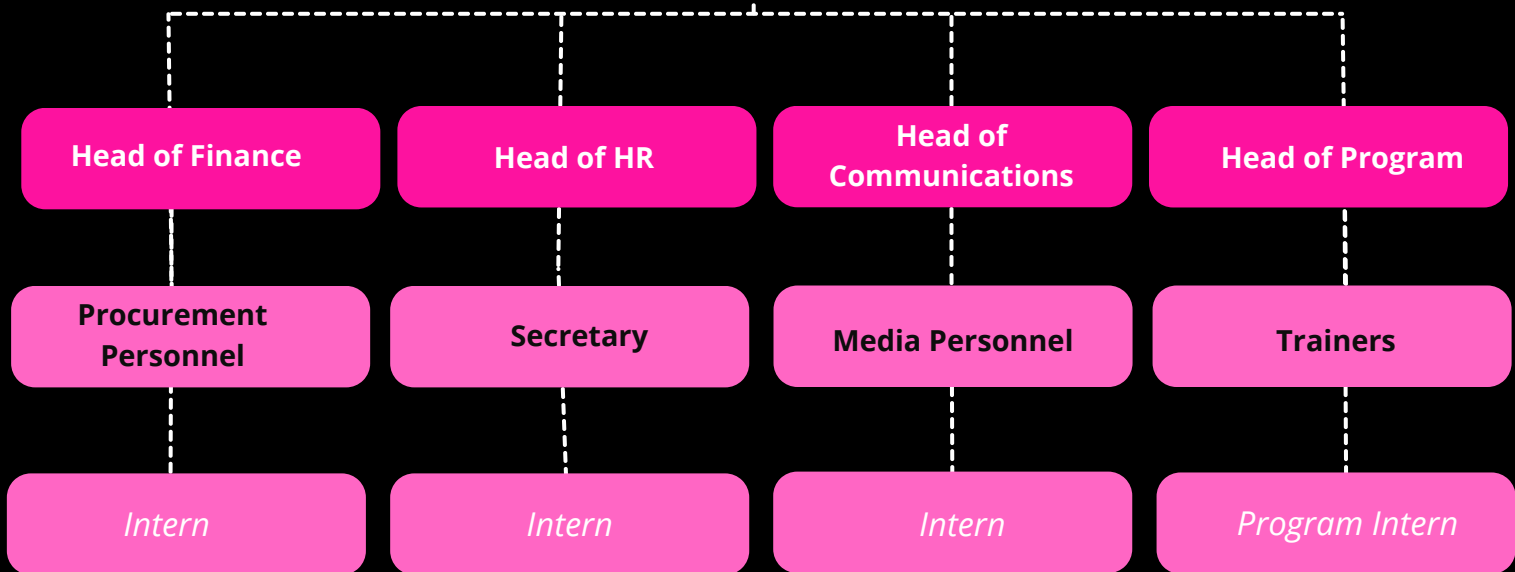 Head of Finance
Head of HR
Head of
Communications
Head of Program
Procurement
Personnel
Secretary
Media Personnel
Trainers
Intern
Intern
Intern
Program Intern